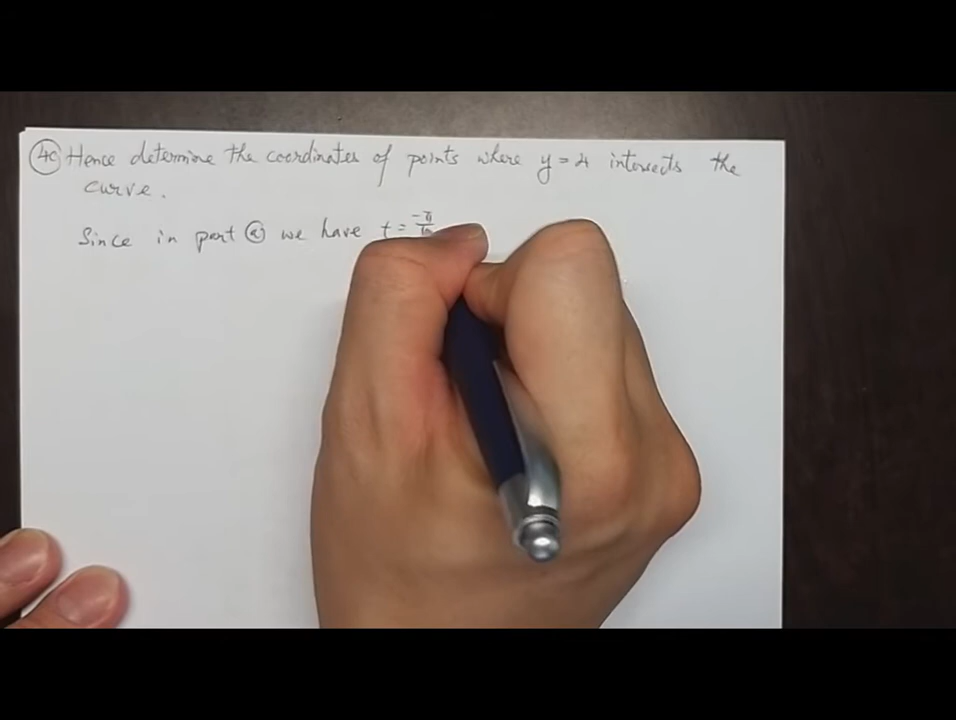 4c Hence determine the coordinates of points where y = 4 intersects the
curve.
Since in part (a) we have t = -π